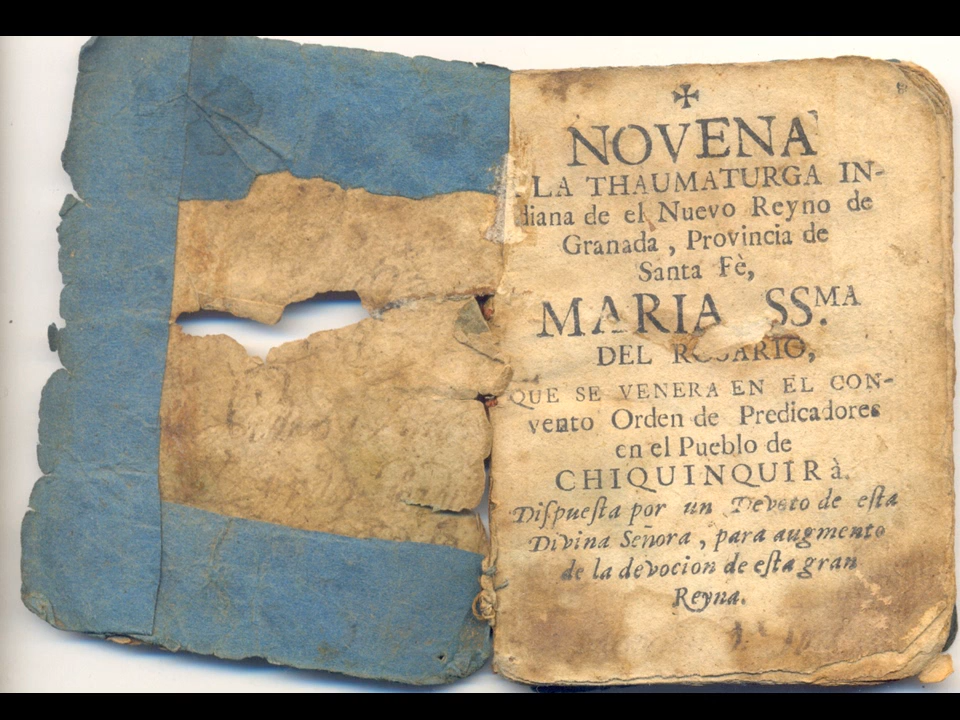 ✠
NOVENA
LA THAUMATURGA IN-
diana de el Nuevo Reyno de
Granada, Provincia de
Santa Fè,
MARIA SS.MA
DEL ROSARIO,
QUE SE VENERA EN EL CON-
vento Orden de Predicadores
en el Pueblo de
CHIQUINQUIRà.
Dispuesta por un Devoto de esta
Divina Señora, para augmento
de la devocion de esta gran
Reyna.